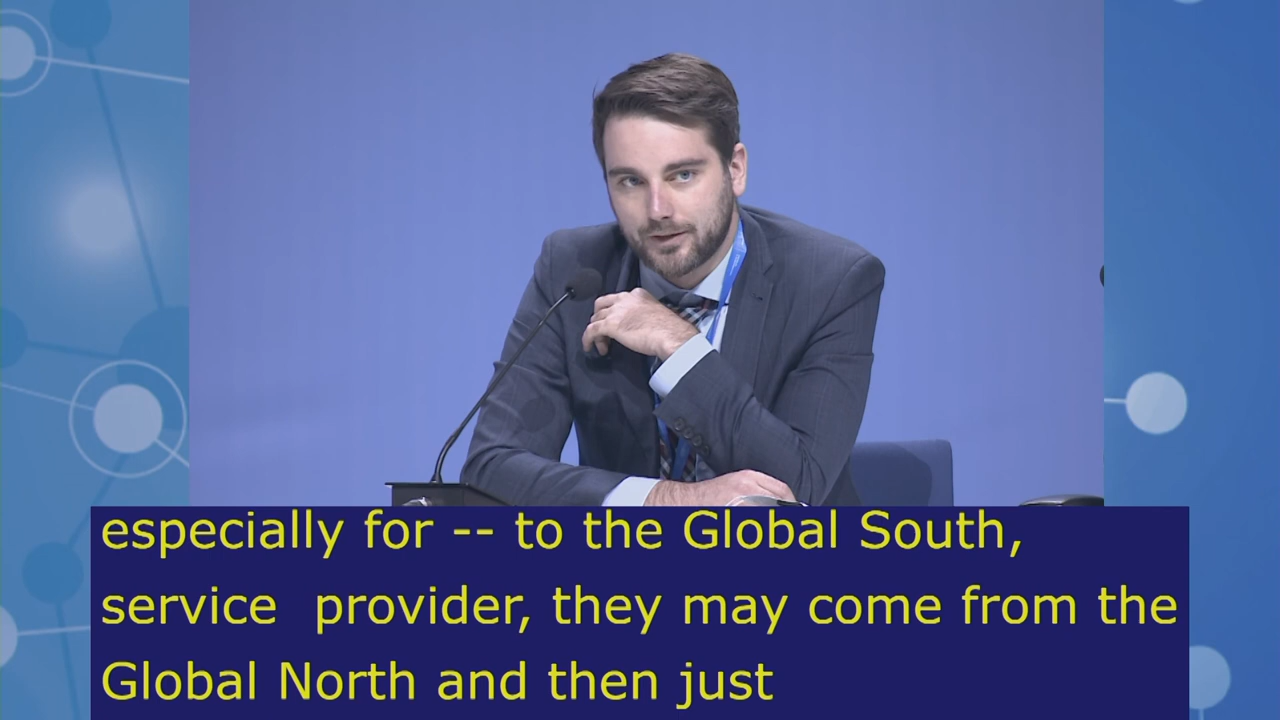 especially for -- to the Global South,
service  provider, they may come from the
Global North and then just